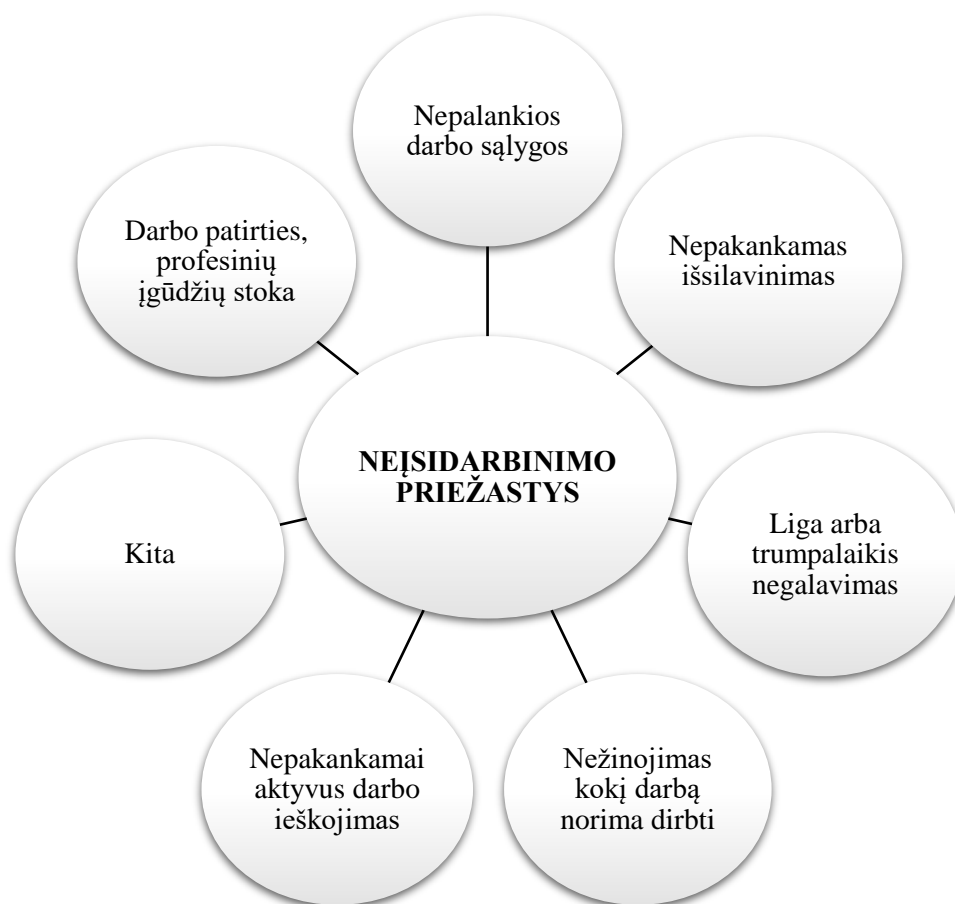 Nepalankios
darbo sąlygos
Nepakankamas
išsilavinimas
Liga arba
trumpalaikis
negalavimas
Nežinojimas
kokį darbą
norima dirbti
Nepakankamai
aktyvus darbo
ieškojimas
Kita
Darbo patirties,
profesinių
įgūdžių stoka
NEĮSIDARBINIMO
PRIEŽASTYS